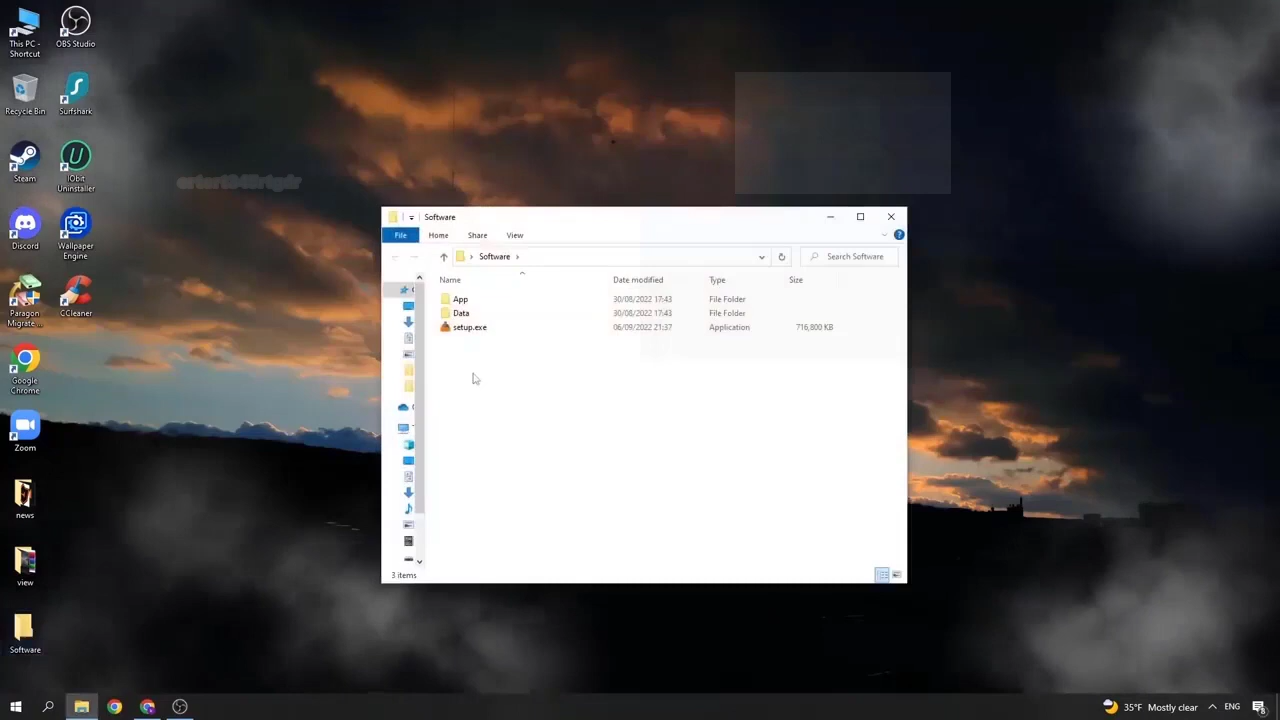 This PC -
Shortcut
OBS Studio
Recycle Bin
Surfshark
Steam
IObit
Uninstaller
Discord
Wallpaper
Engine
Paragon
Migrate ...
CCleaner
Google
Chrome
Zoom
news
view
Software
Software
File
Home
Share
View
Software
Search Software
Name
Date modified
Type
Size
App
30/08/2022 17:43
File Folder
Data
30/08/2022 17:43
File Folder
setup.exe
06/09/2022 21:37
Application
716,800 KB
3 items
35°F
Mostly clear
ENG